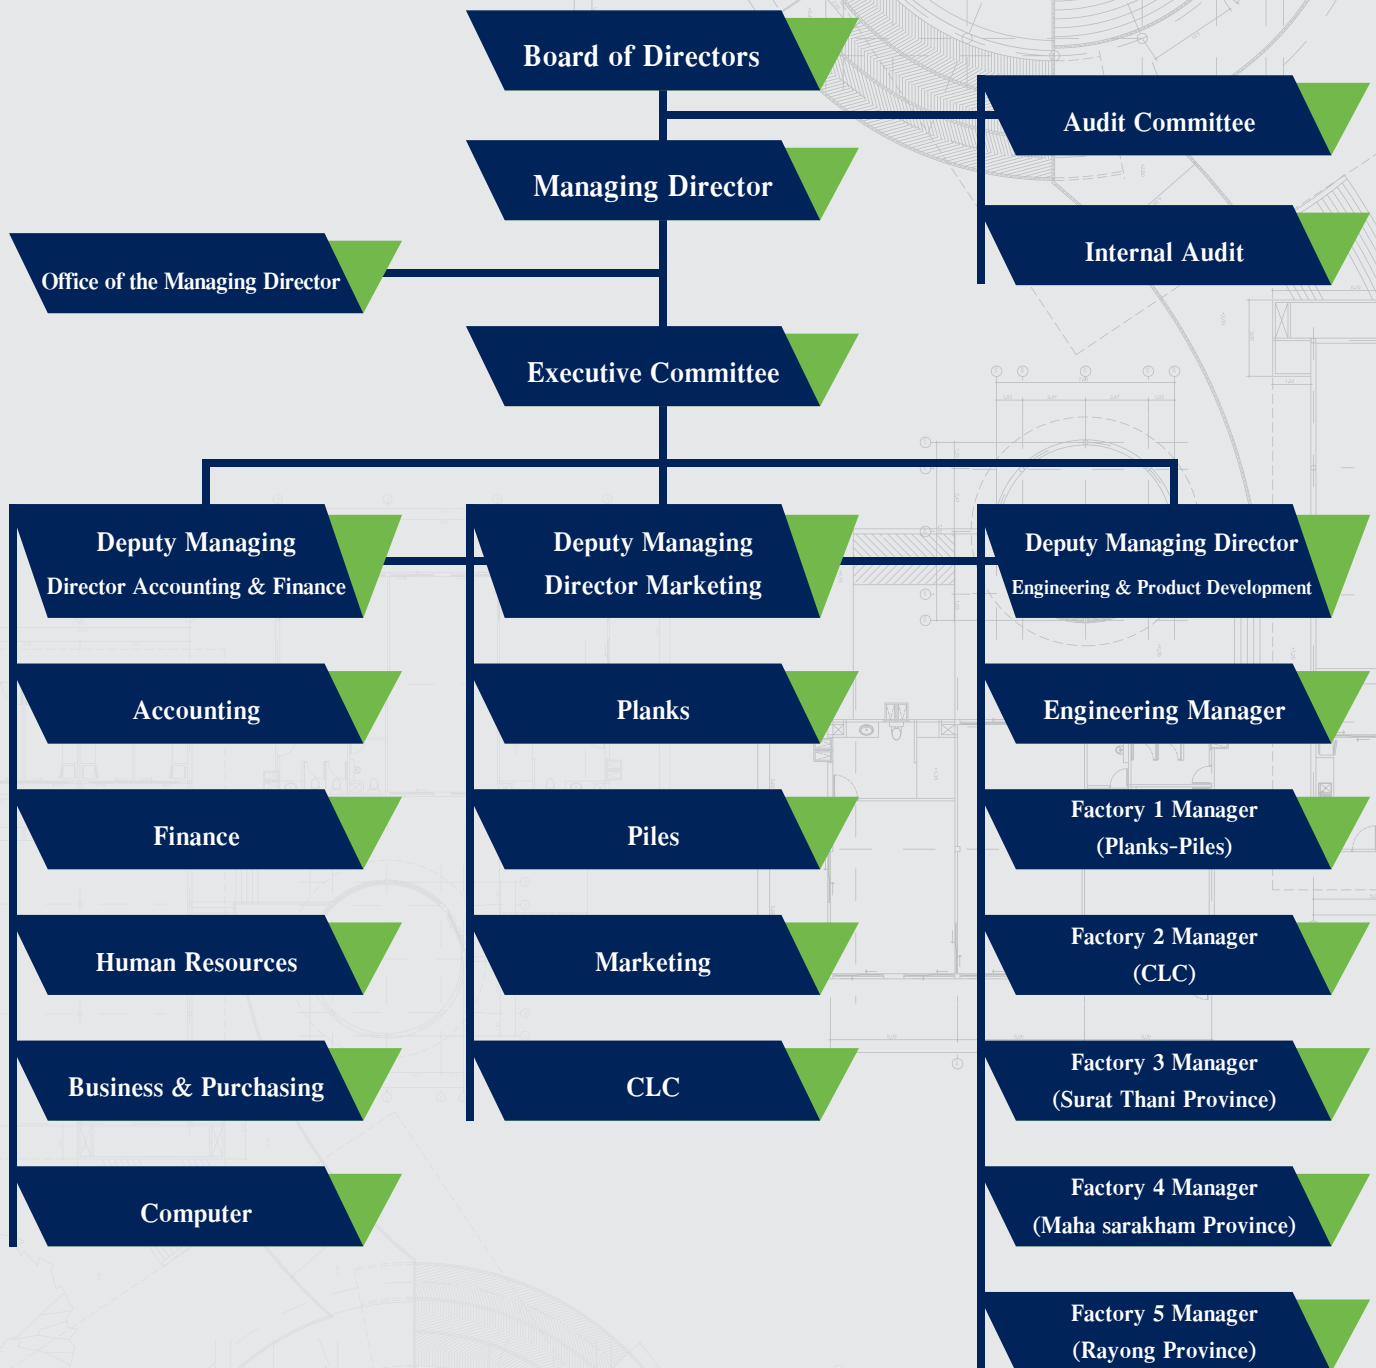 Board of Directors
Audit Committee
Managing Director
Internal Audit
Office of the Managing Director
Executive Committee
Deputy Managing
Director Accounting & Finance
Deputy Managing
Director Marketing
Deputy Managing Director
Engineering & Product Development
Accounting
Planks
Engineering Manager
Finance
Piles
Factory 1 Manager
(Planks-Piles)
Human Resources
Marketing
Factory 2 Manager
(CLC)
Business & Purchasing
CLC
Factory 3 Manager
(Surat Thani Province)
Computer
Factory 4 Manager
(Maha sarakham Province)
Factory 5 Manager
(Rayong Province)